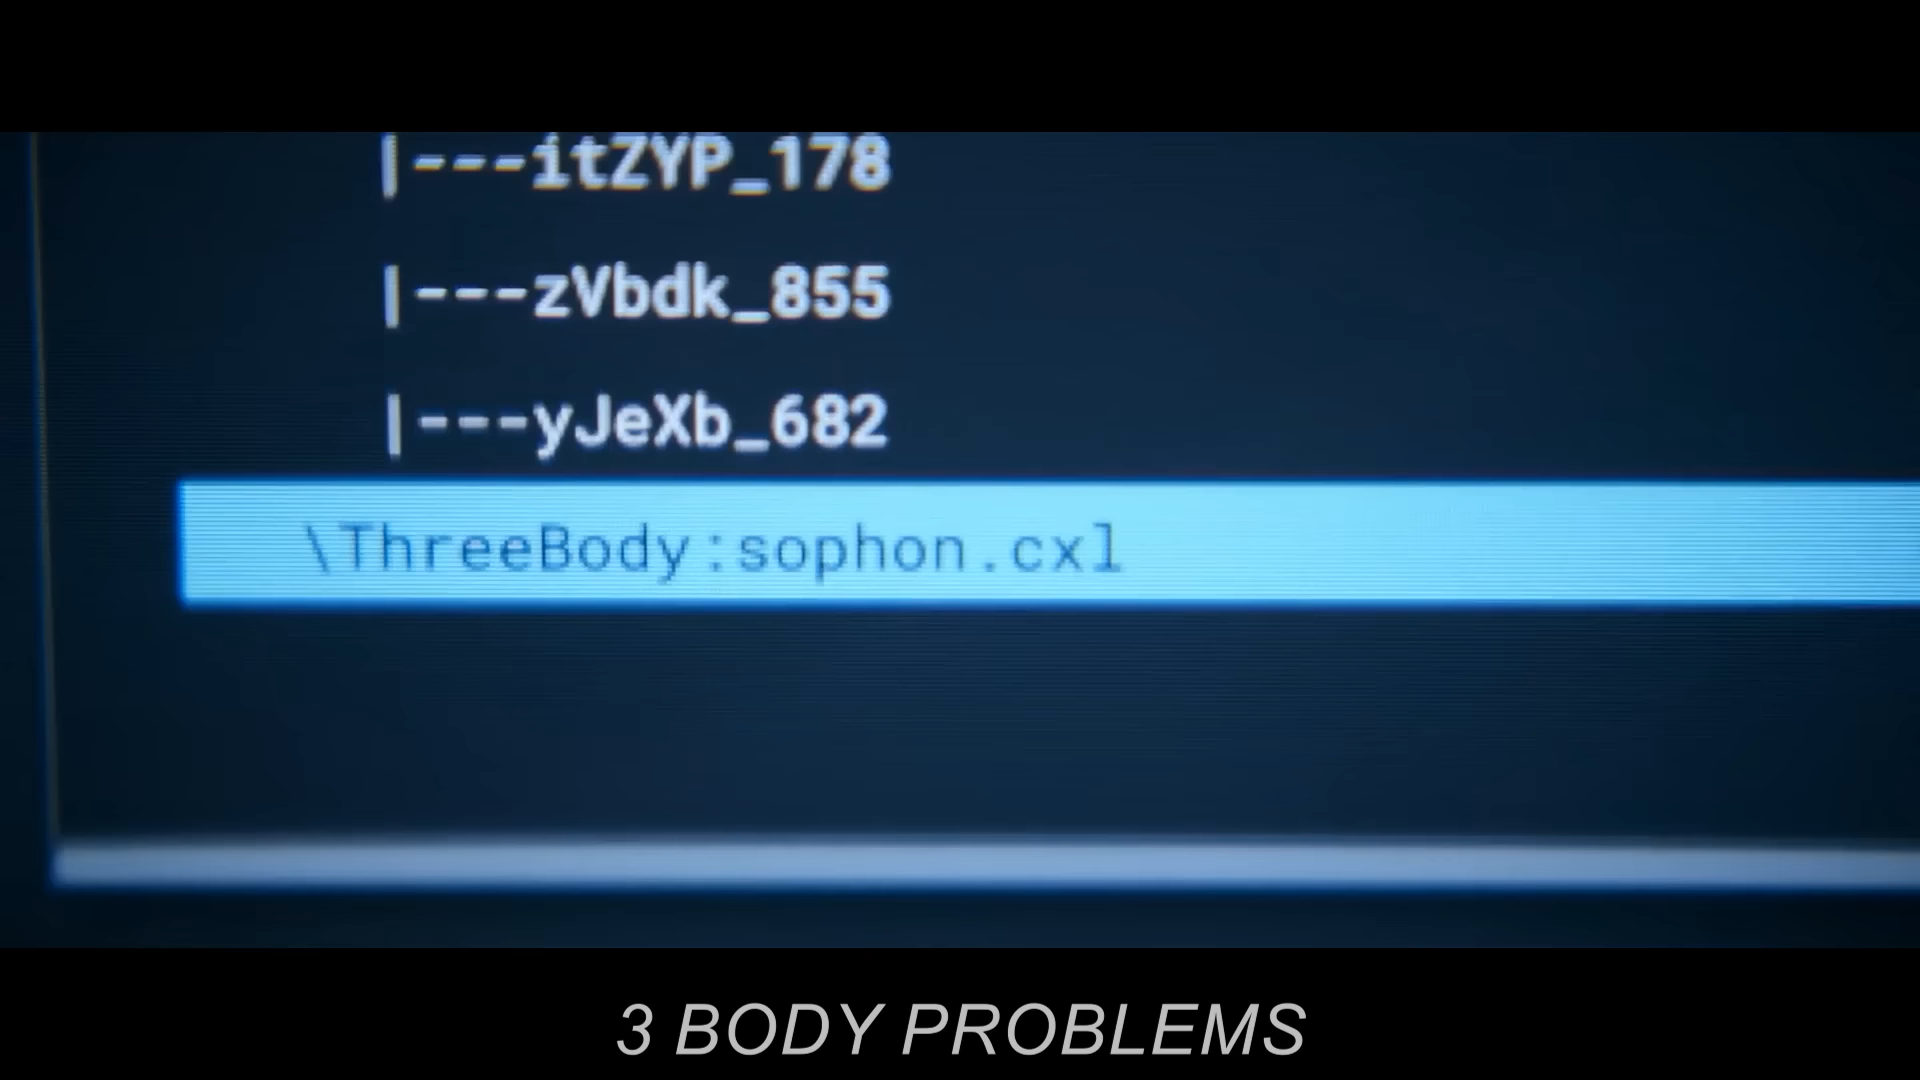 |---itZYP_178
|---zVbdk_855
|---yJeXb_682
\ThreeBody:sophon.cxl
3 BODY PROBLEMS